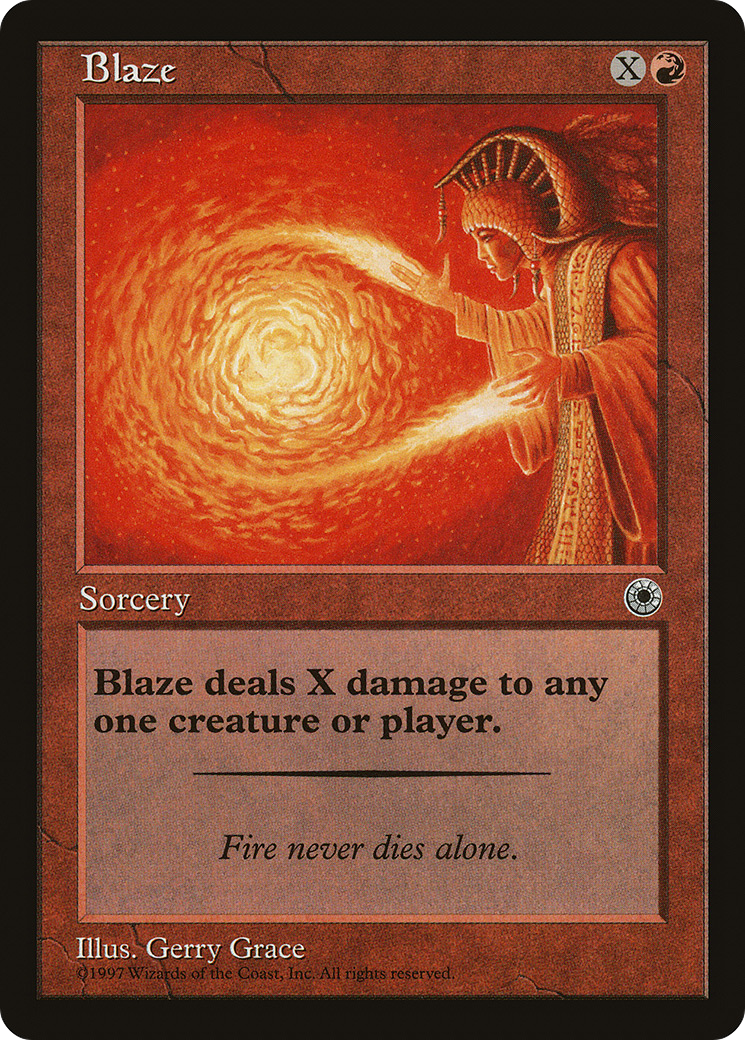 Blaze X
Sorcery
Blaze deals X damage to any
one creature or player.
Fire never dies alone.
Illus. Gerry Grace
©1997 Wizards of the Coast, Inc. All rights reserved.